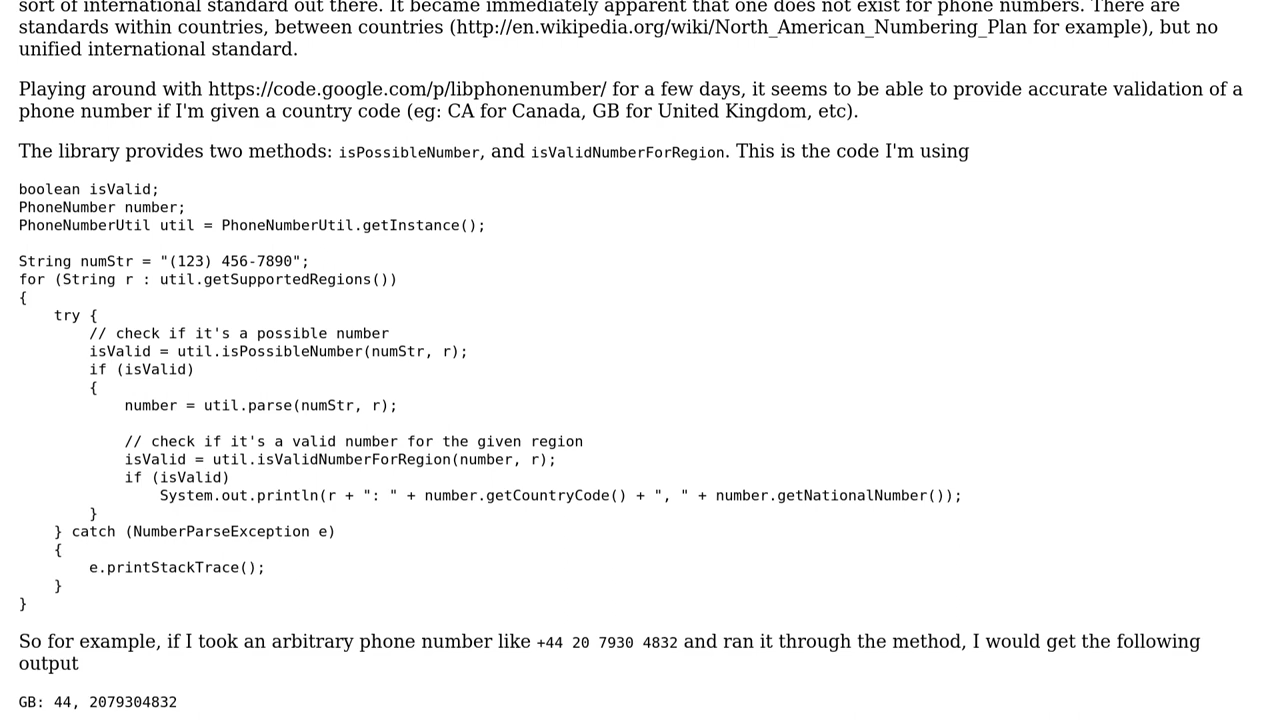 sort of international standard out there. It became immediately apparent that one does not exist for phone numbers. There are
standards within countries, between countries (http://en.wikipedia.org/wiki/North_American_Numbering_Plan for example), but no
unified international standard.
Playing around with https://code.google.com/p/libphonenumber/ for a few days, it seems to be able to provide accurate validation of a
phone number if I'm given a country code (eg: CA for Canada, GB for United Kingdom, etc).
The library provides two methods: isPossibleNumber, and isValidNumberForRegion. This is the code I'm using
boolean isValid;
PhoneNumber number;
PhoneNumberUtil util = PhoneNumberUtil.getInstance();
String numStr = "(123) 456-7890";
for (String r : util.getSupportedRegions())
{
    try {
        // check if it's a possible number
        isValid = util.isPossibleNumber(numStr, r);
        if (isValid)
        {
            number = util.parse(numStr, r);
            // check if it's a valid number for the given region
            isValid = util.isValidNumberForRegion(number, r);
            if (isValid)
                System.out.println(r + ": " + number.getCountryCode() + ", " + number.getNationalNumber());
        }
    } catch (NumberParseException e)
    {
        e.printStackTrace();
    }
}
So for example, if I took an arbitrary phone number like +44 20 7930 4832 and ran it through the method, I would get the following
output
GB: 44, 2079304832